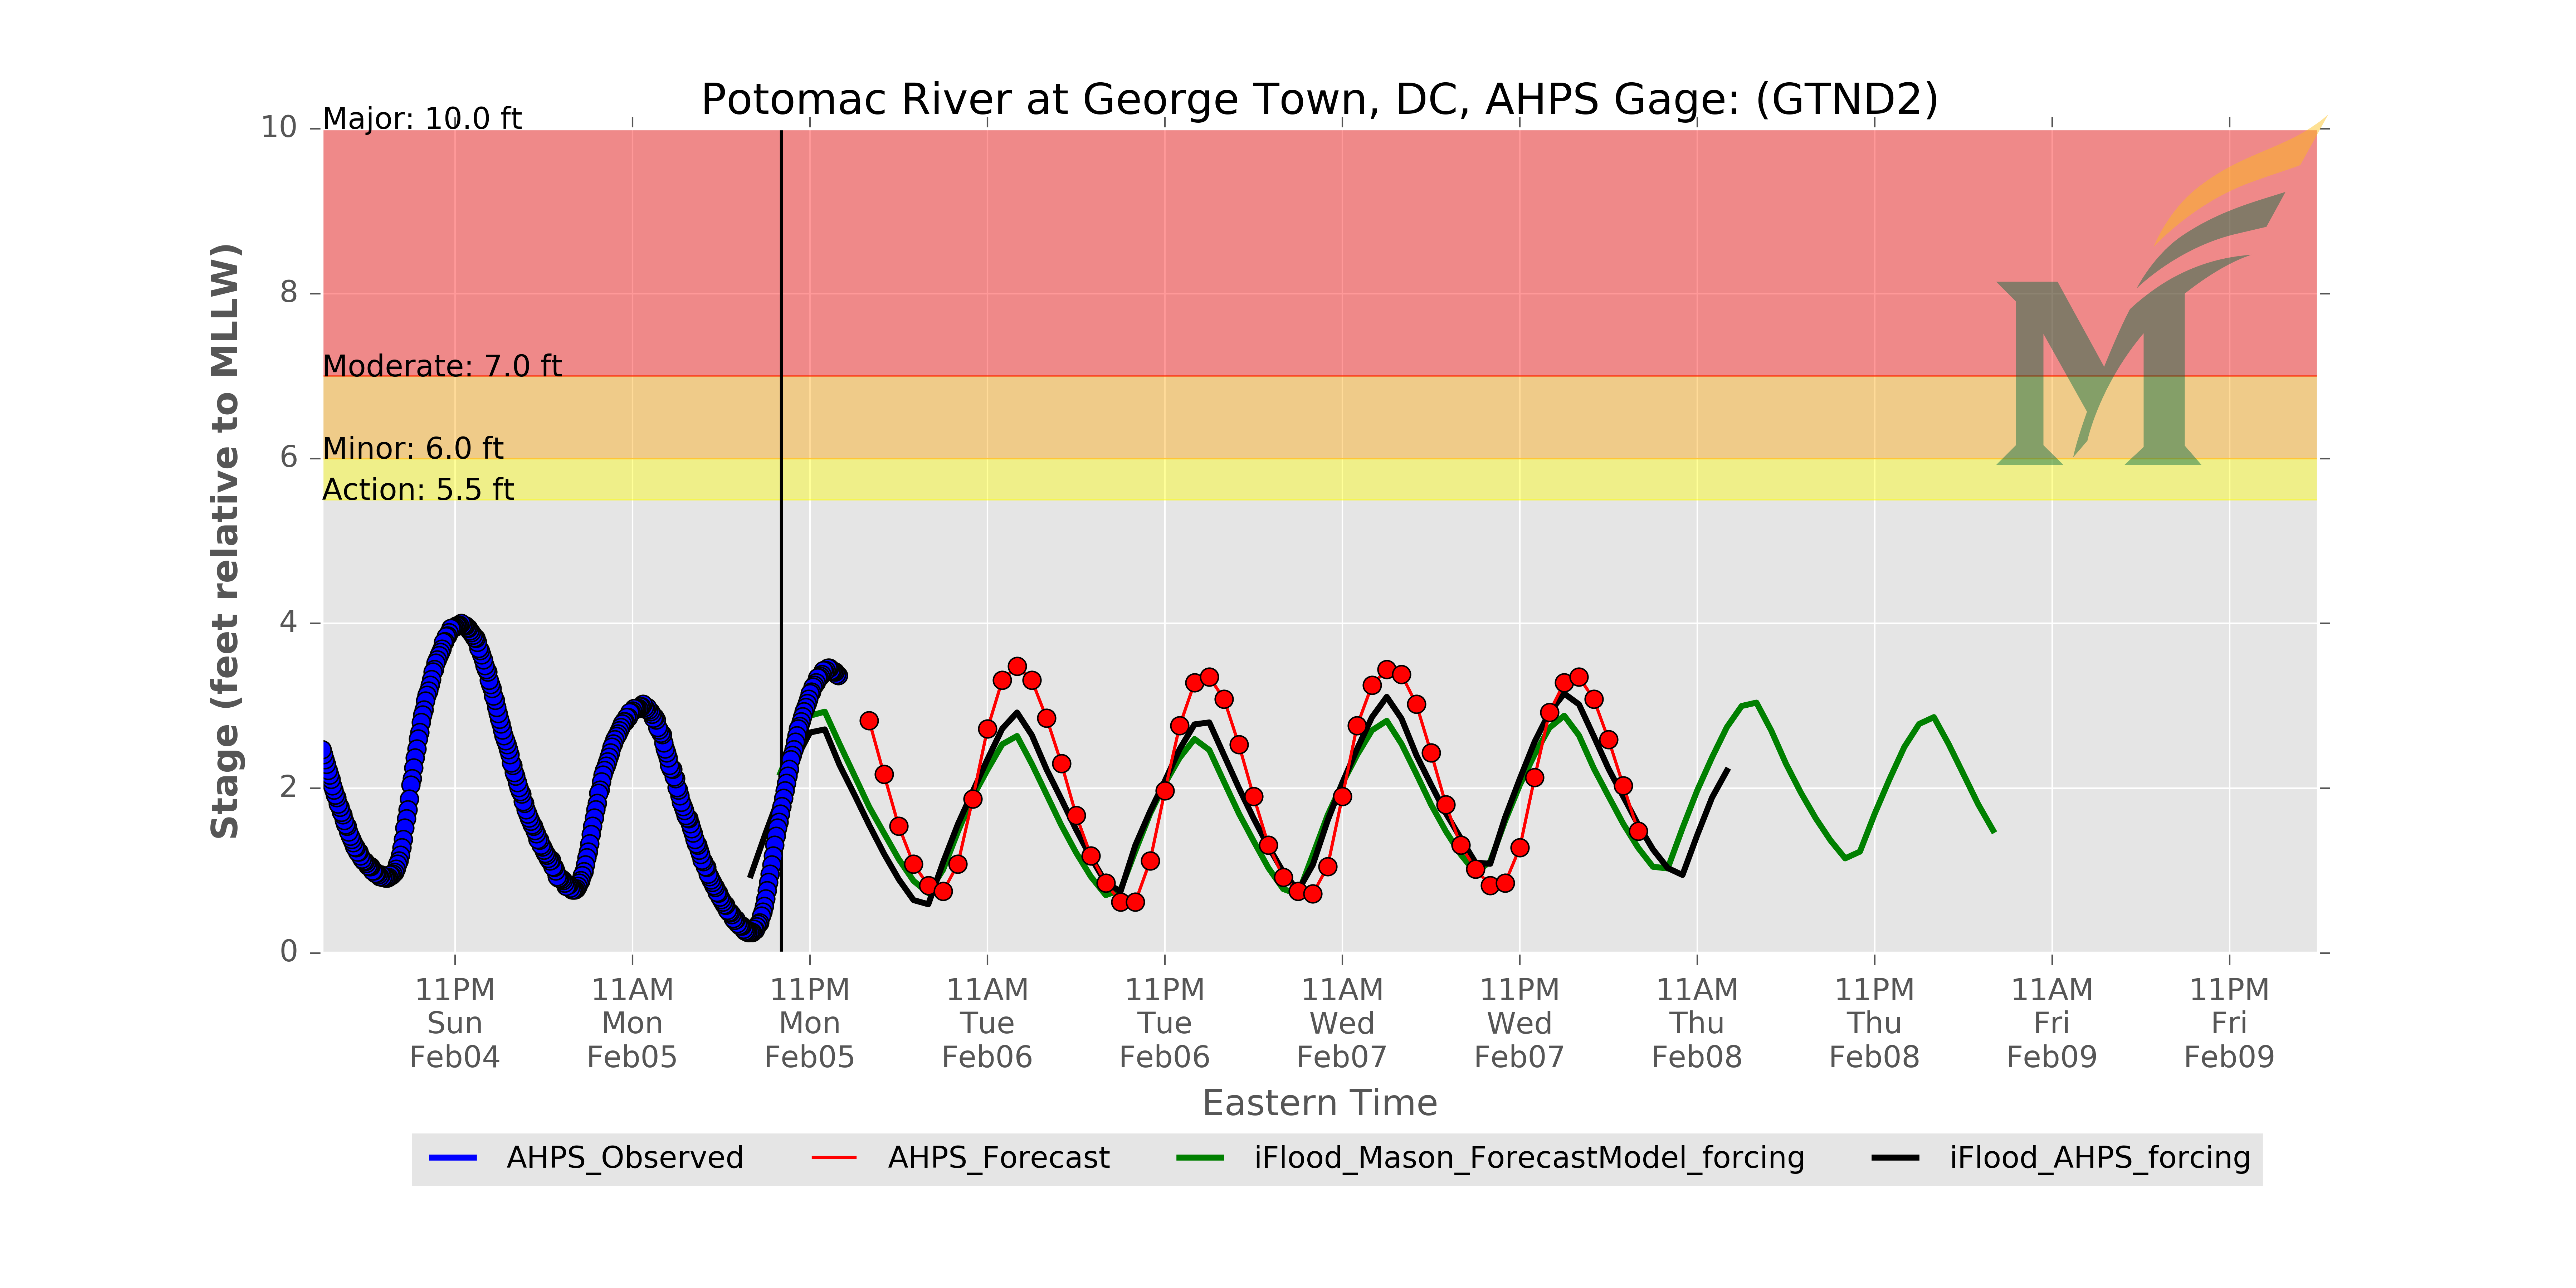 Potomac River at George Town, DC, AHPS Gage: (GTND2)
Major: 10.0 ft
Moderate: 7.0 ft
Minor: 6.0 ft
Action: 5.5 ft
10
8
6
4
2
0
Stage (feet relative to MLLW)
11PM 11AM 11PM 11AM 11PM 11AM 11PM 11AM 11PM 11AM 11PM
Sun Mon Mon Tue Tue Wed Wed Thu Thu Fri Fri
Feb04 Feb05 Feb05 Feb06 Feb06 Feb07 Feb07 Feb08 Feb08 Feb09 Feb09
Eastern Time
AHPS_Observed AHPS_Forecast iFlood_Mason_ForecastModel_forcing iFlood_AHPS_forcing
M